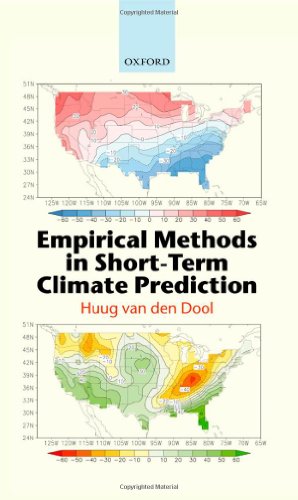 OXFORD
51N
48N
45N
42N
39N
36N
33N
30N
27N
24N
125W 120W 115W 110W 105W 100W 95W 90W 85W 80W 75W 70W 65W
-60 -50 -40 -30 -20 -10 0 10 20 30 40 50 60
Empirical Methods
in Short-Term
Climate Prediction
Huug van den Dool
51N
48N
45N
42N
39N
36N
33N
30N
27N
24N
125W 120W 115W 110W 105W 100W 95W 90W 85W 80W 75W 70W 65W
-60 -50 -40 -30 -20 -10 0 10 20 30 40 50 60